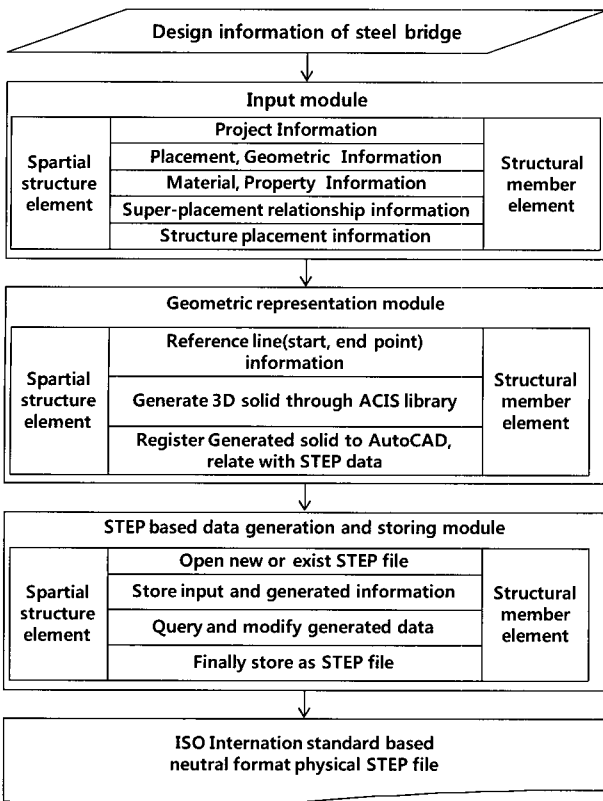 Design information of steel bridge
Input module
Spartial
structure
element
Project Information
Placement, Geometric Information
Material, Property Information
Super-placement relationship information
Structure placement information
Structural
member
element
Geometric representation module
Spartial
structure
element
Reference line(start, end point)
information
Generate 3D solid through ACIS library
Register Generated solid to AutoCAD,
relate with STEP data
Structural
member
element
STEP based data generation and storing module
Spartial
structure
element
Open new or exist STEP file
Store input and generated information
Query and modify generated data
Finally store as STEP file
Structural
member
element
ISO Internation standard based
neutral format physical STEP file